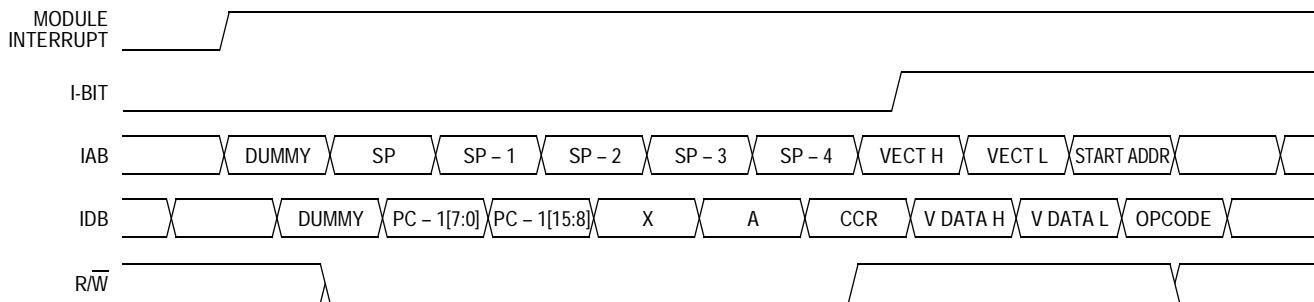 MODULE
INTERRUPT
I-BIT
IAB DUMMY SP SP – 1 SP – 2 SP – 3 SP – 4 VECT H VECT L START ADDR
IDB DUMMY PC – 1[7:0] PC – 1[15:8] X A CCR V DATA H V DATA L OPCODE
R/W̅